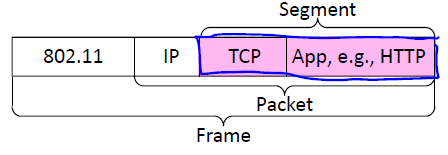 Segment
802.11 IP TCP App, e.g., HTTP
Packet
Frame